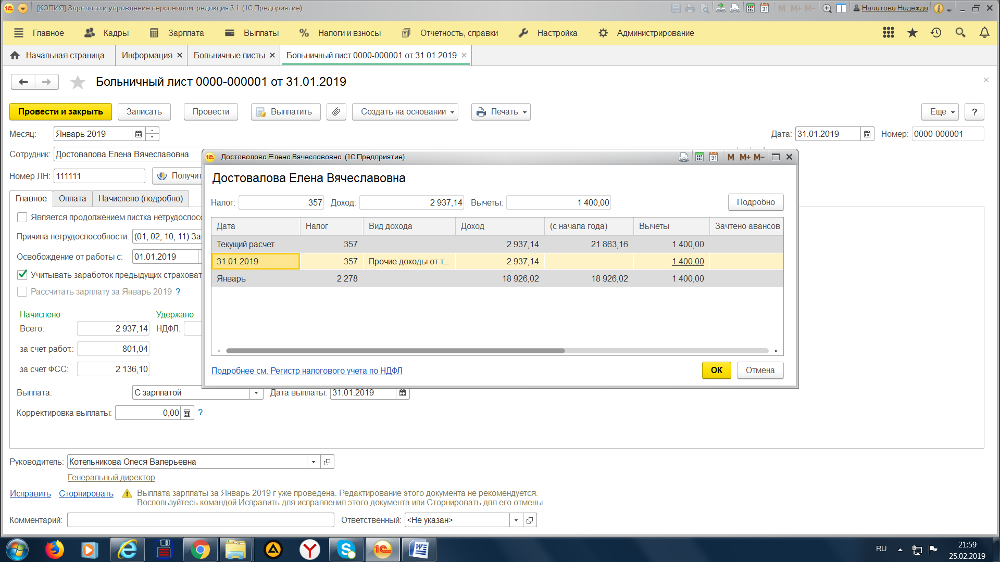 [КОПИЯ] Зарплата и управление персоналом, редакция 3.1 (1С:Предприятие)
M M+ M− Начатова Надежда
Главное Кадры Зарплата Выплаты Налоги и взносы Отчетность, справки Настройка Администрирование
Начальная страница Информация Больничные листы Больничный лист 0000-000001 от 31.01.2019
Больничный лист 0000-000001 от 31.01.2019
Провести и закрыть Записать Провести Выплатить Создать на основании Печать Еще ?
Месяц: Январь 2019 Дата: 31.01.2019 Номер: 0000-000001
Сотрудник: Достовалова Елена Вячеславовна
Номер ЛН: 111111 Получит
Главное Оплата Начислено (подробно)
Является продолжением листка нетрудоспосо
Причина нетрудоспособности: (01, 02, 10, 11) За
Освобождение от работы с: 01.01.2019
Учитывать заработок предыдущих страховат
Рассчитать зарплату за Январь 2019 ?
Начислено Удержано
Всего: 2 937,14 НДФЛ:
за счет работ.: 801,04
за счет ФСС: 2 136,10
Выплата: С зарплатой Дата выплаты: 31.01.2019
Корректировка выплаты: 0,00 ?
Достовалова Елена Вячеславовна (1С:Предприятие) 31 M M+ M−
Достовалова Елена Вячеславовна
Налог: 357 Доход: 2 937,14 Вычеты: 1 400,00 Подробно
Дата Налог Вид дохода Доход (с начала года) Вычеты Зачтено авансов
Текущий расчет 357 2 937,14 21 863,16 1 400,00
31.01.2019 357 Прочие доходы от т... 2 937,14 1 400,00
Январь 2 278 18 926,02 18 926,02 1 400,00
Подробнее см. Регистр налогового учета по НДФЛ ОК Отмена
Руководитель: Котельникова Олеся Валерьевна
Генеральный директор
Исправить Сторнировать Выплата зарплаты за Январь 2019 г уже проведена. Редактирование этого документа не рекомендуется.
Воспользуйтесь командой Исправить для исправления этого документа или Сторнировать для его отмены
Комментарий: Ответственный: <Не указан>
RU 21:59
25.02.2019